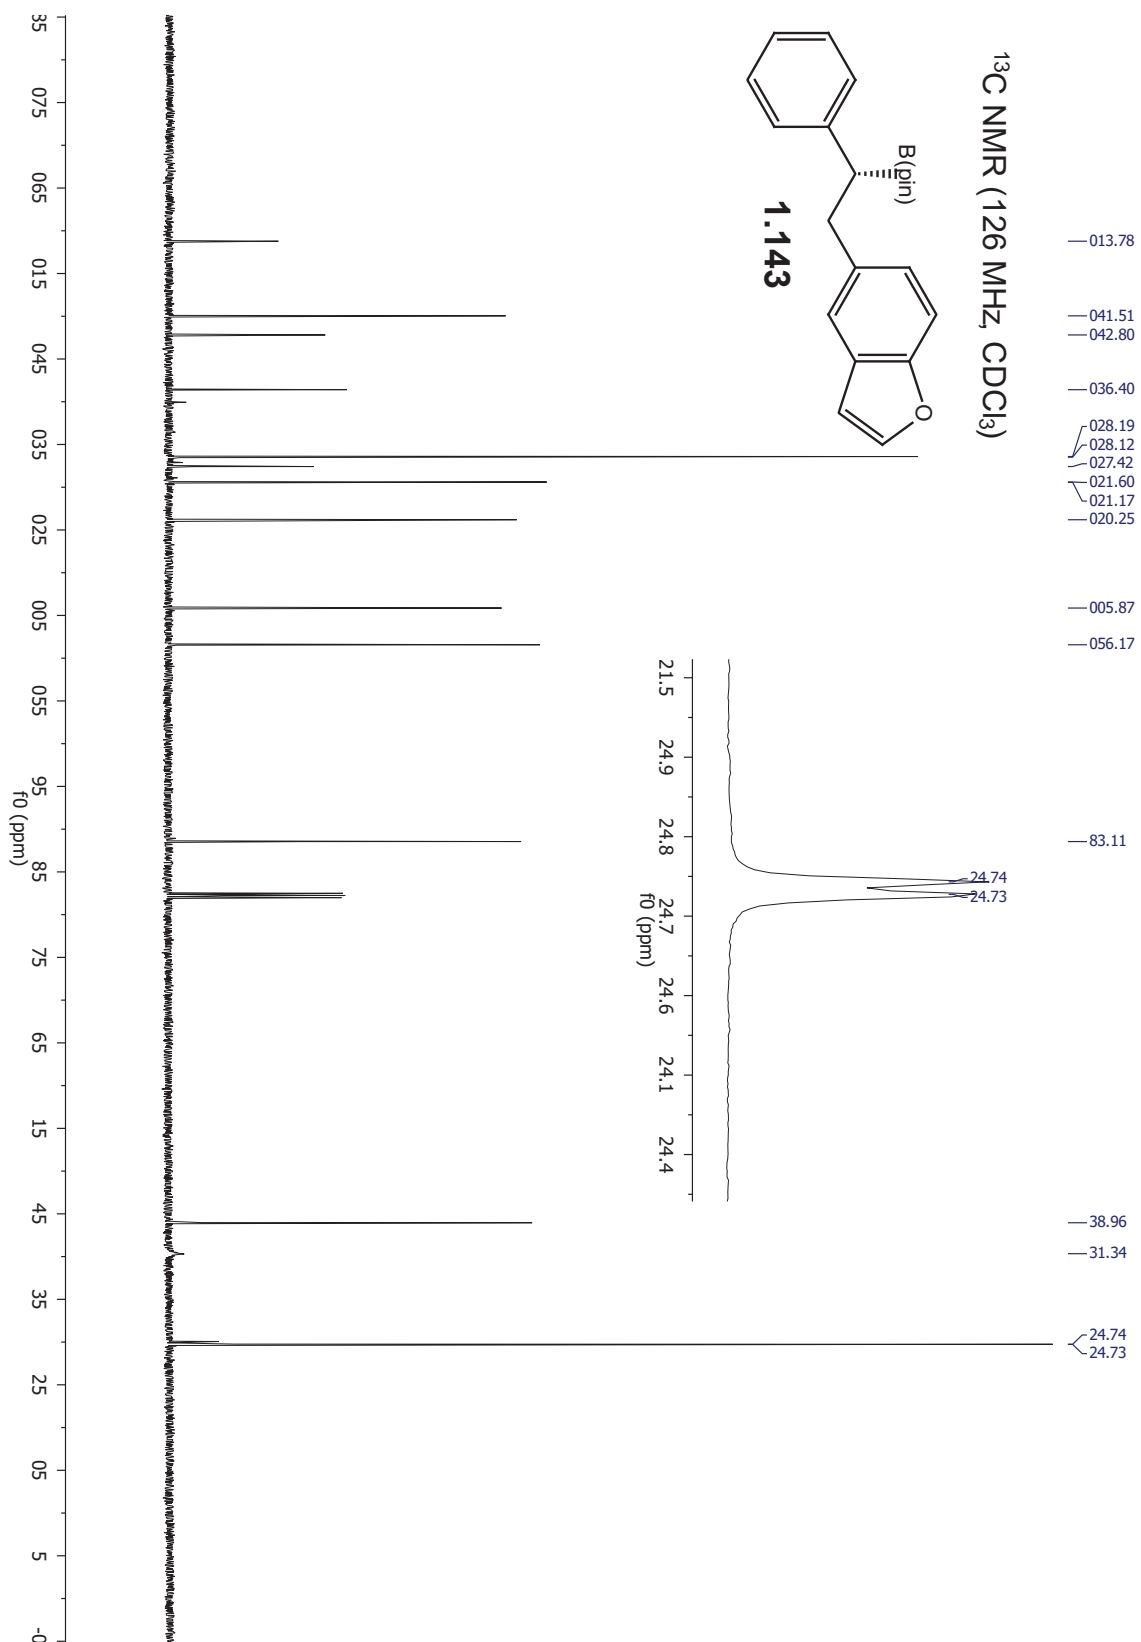 ¹³C NMR (126 MHz, CDCl₃)
B(pin)
O
1.143
013.78
041.51
042.80
036.40
028.19
028.12
027.42
021.60
021.17
020.25
005.87
056.17
83.11
38.96
31.34
24.74
24.73
24.74
24.73
21.5 24.9 24.8 24.7 24.6 24.1 24.4
f0 (ppm)
35 075 065 015 045 035 025 005 055 95 85 75 65 15 45 35 25 05 5 -0
f0 (ppm)